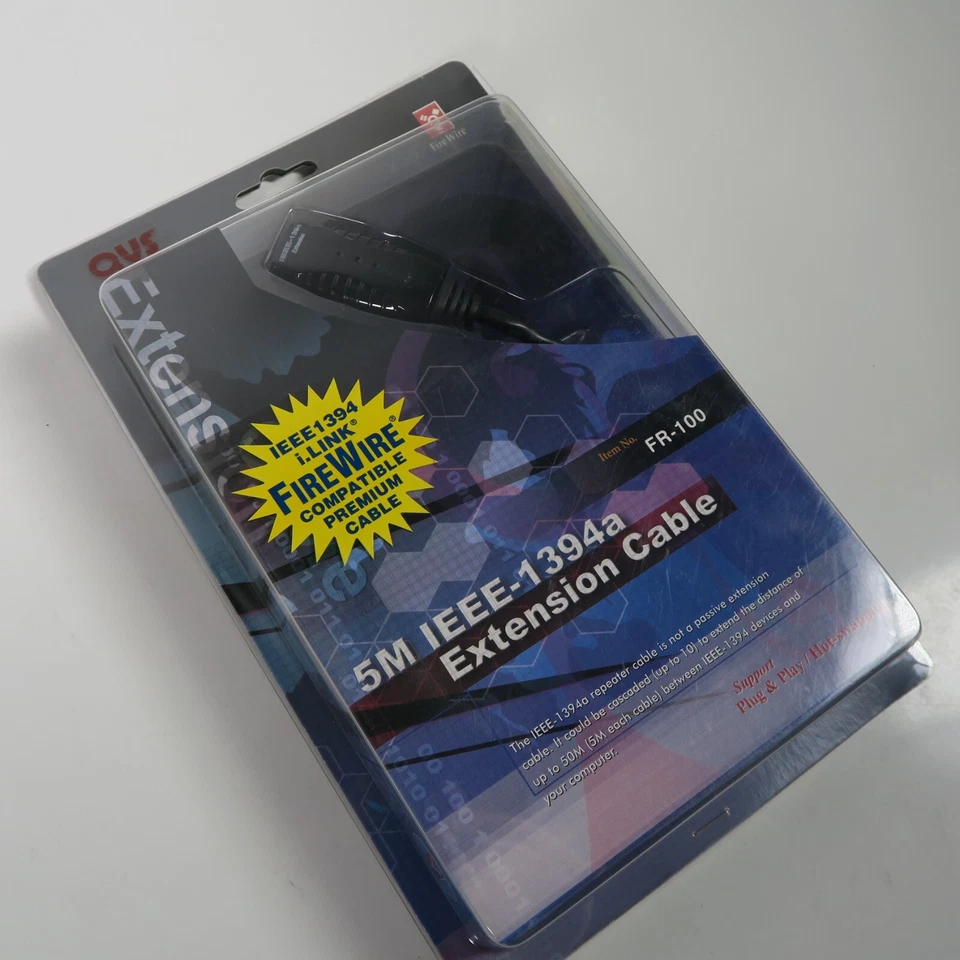 FireWire
QVS
Extens
IEEE1394
i.LINK®
FIREWIRE®
COMPATIBLE
PREMIUM
CABLE
Item No. FR-100
5M IEEE-1394a
Extension Cable
The IEEE-1394a repeater cable is not a passive extension
cable. It could be cascaded (up to 10) to extend the distance of
up to 50M (5M each cable) between IEEE-1394 devices and
your computer.
Support
Plug & Play /